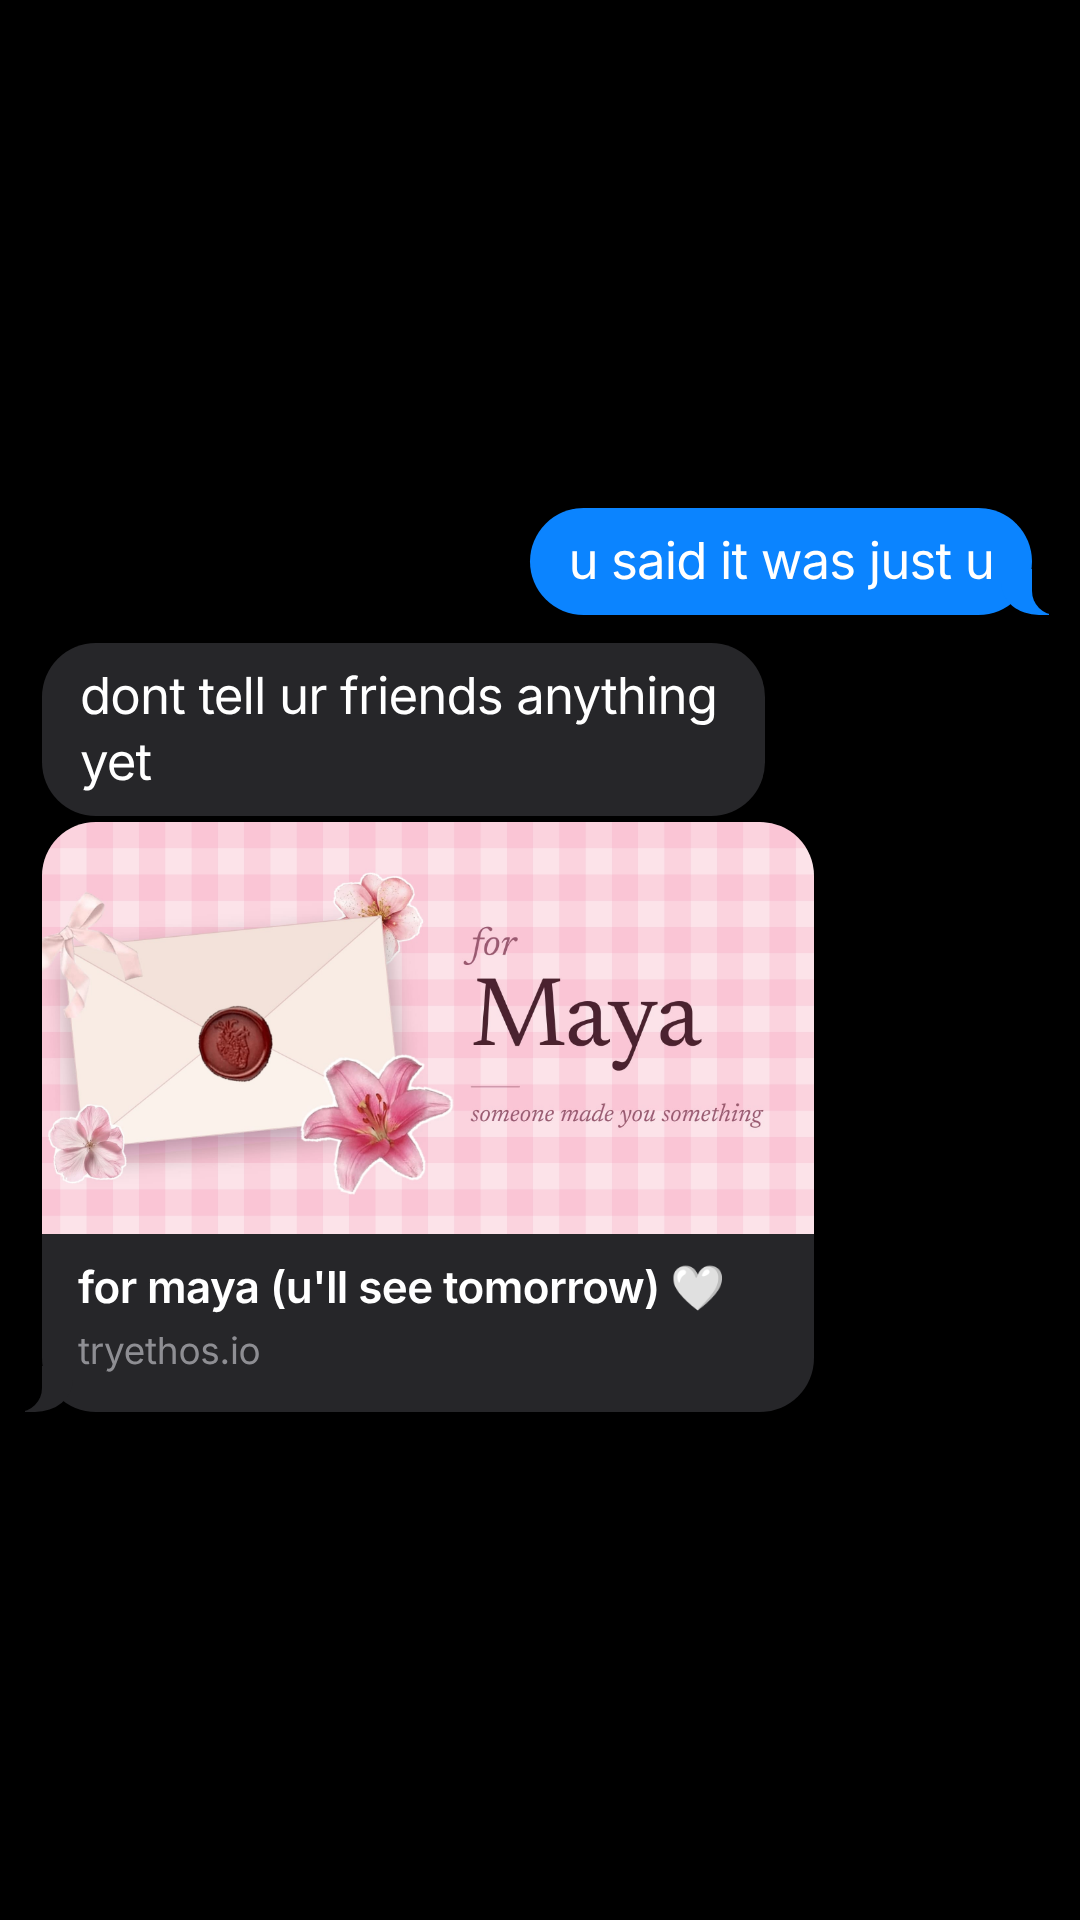 u said it was just u
dont tell ur friends anything
yet
for
Maya
someone made you something
for maya (u'll see tomorrow) 🤍
tryethos.io